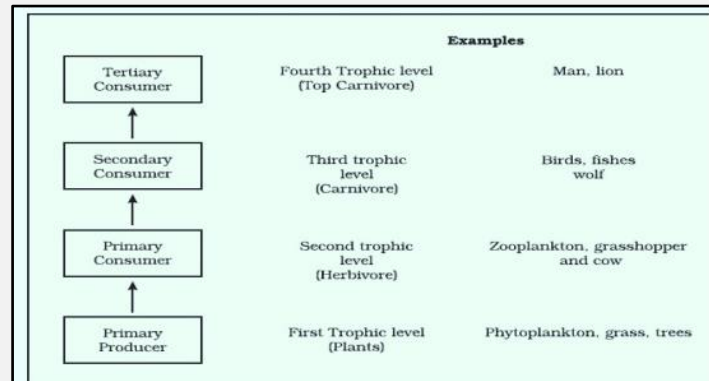 Examples
Tertiary
Consumer
Fourth Trophic level
(Top Carnivore)
Man, lion
Secondary
Consumer
Third trophic
level
(Carnivore)
Birds, fishes
wolf
Primary
Consumer
Second trophic
level
(Herbivore)
Zooplankton, grasshopper
and cow
Primary
Producer
First Trophic level
(Plants)
Phytoplankton, grass, trees